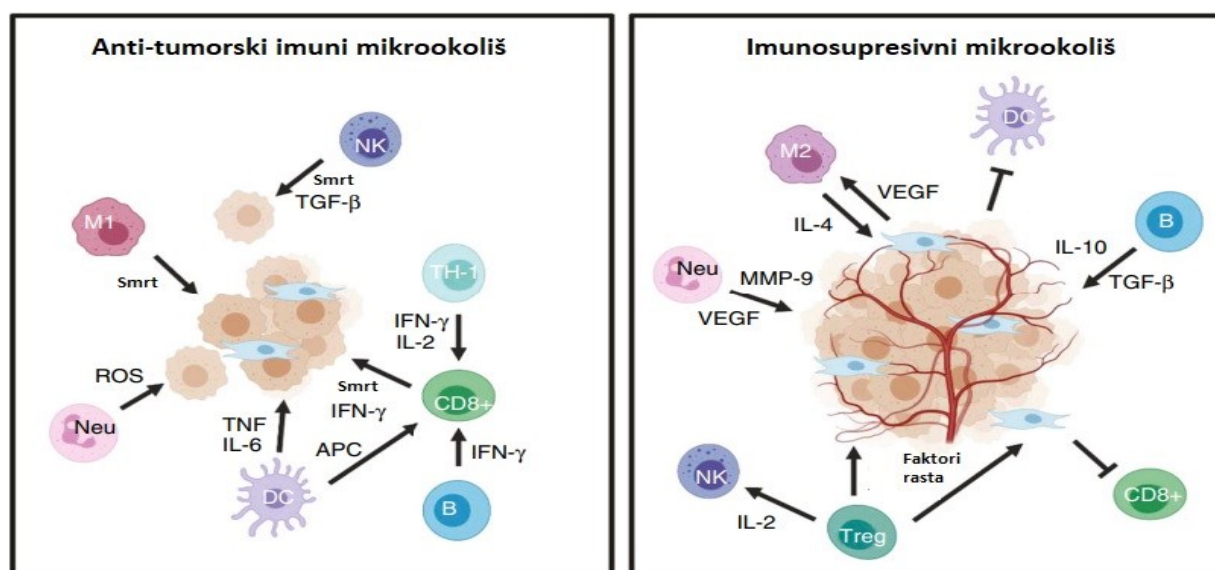 Anti-tumorski imuni mikrookoliš
NK
Smrt
TGF-β
M1
Smrt
TH-1
IFN-γ
IL-2
ROS
Neu
TNF
IL-6
Smrt
IFN-γ
CD8+
APC
IFN-γ
DC
B
Imunosupresivni mikrookoliš
DC
M2
VEGF
IL-4
B
IL-10
TGF-β
Neu
MMP-9
VEGF
NK
IL-2
Faktori
rasta
Treg
CD8+